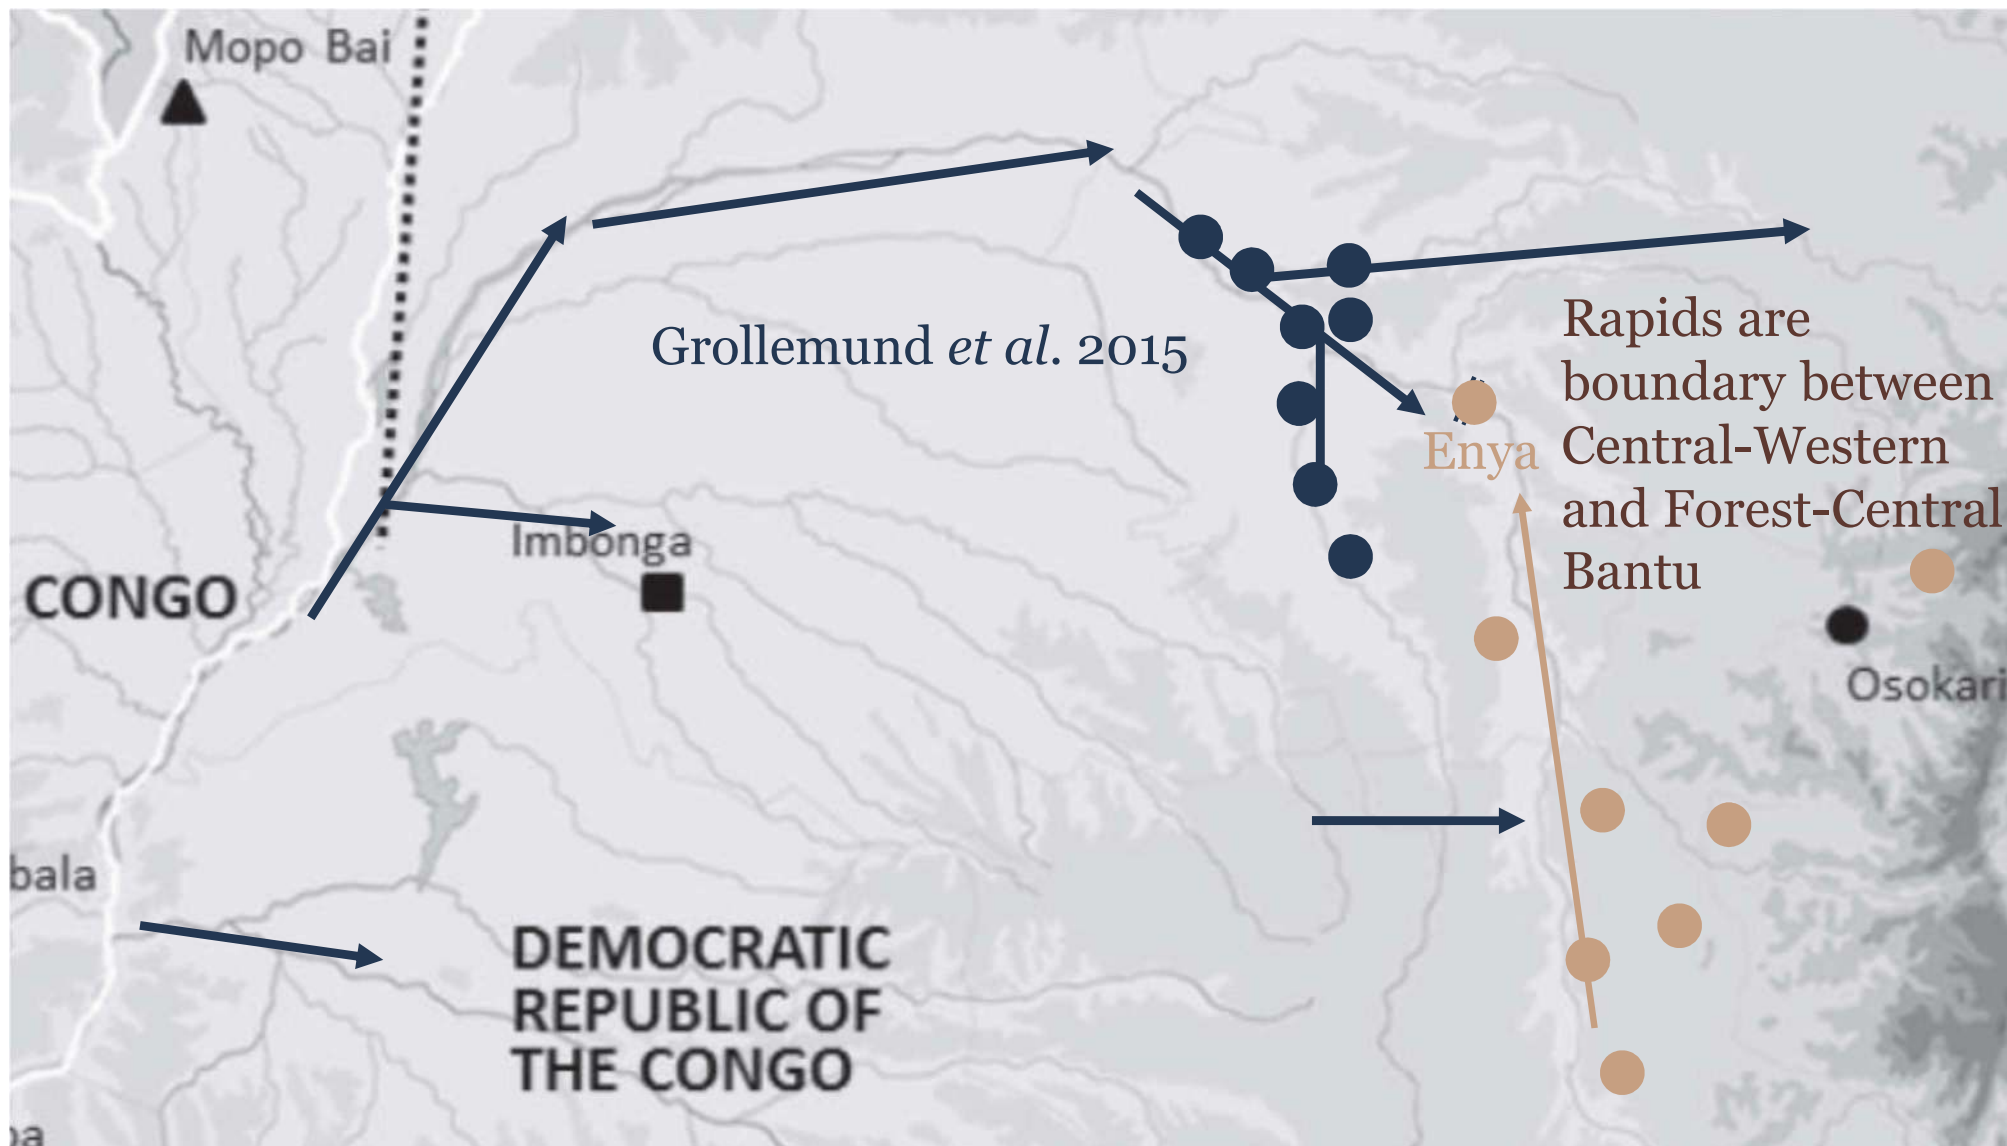 Mopo Bai
Grollemund et al. 2015
Rapids are
boundary between
Central-Western
and Forest-Central
Bantu
Enya
Imbonga
CONGO
Osokari
bala
DEMOCRATIC
REPUBLIC OF
THE CONGO